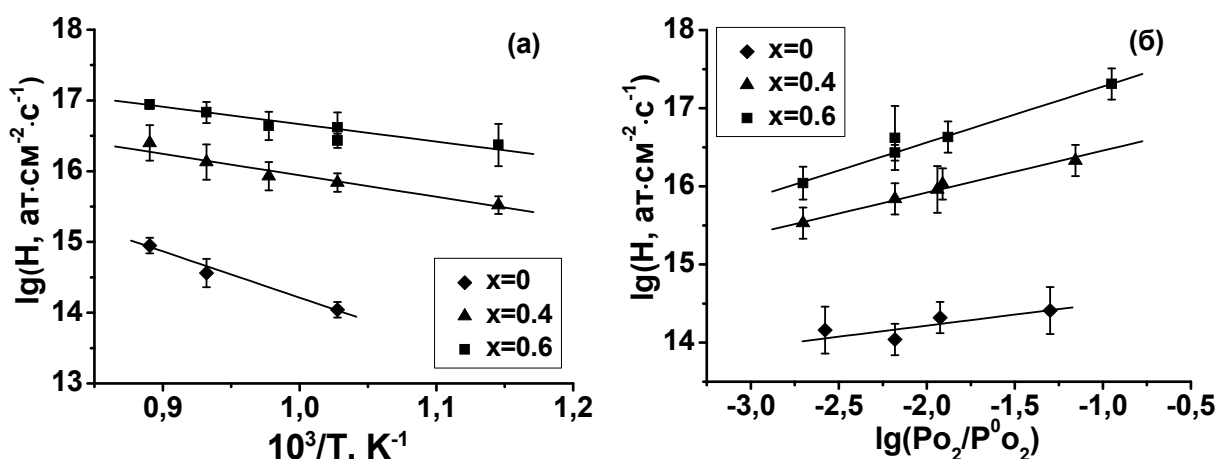 (a)
lg(H, ат·см⁻²·с⁻¹)
18
17
16
15
14
13
x=0
x=0.4
x=0.6
0,9
1,0
1,1
1,2
10³/T, K⁻¹
(б)
lg(H, ат·см⁻²·с⁻¹)
18
17
16
15
14
x=0
x=0.4
x=0.6
-3,0
-2,5
-2,0
-1,5
-1,0
-0,5
lg(Po₂/P⁰o₂)